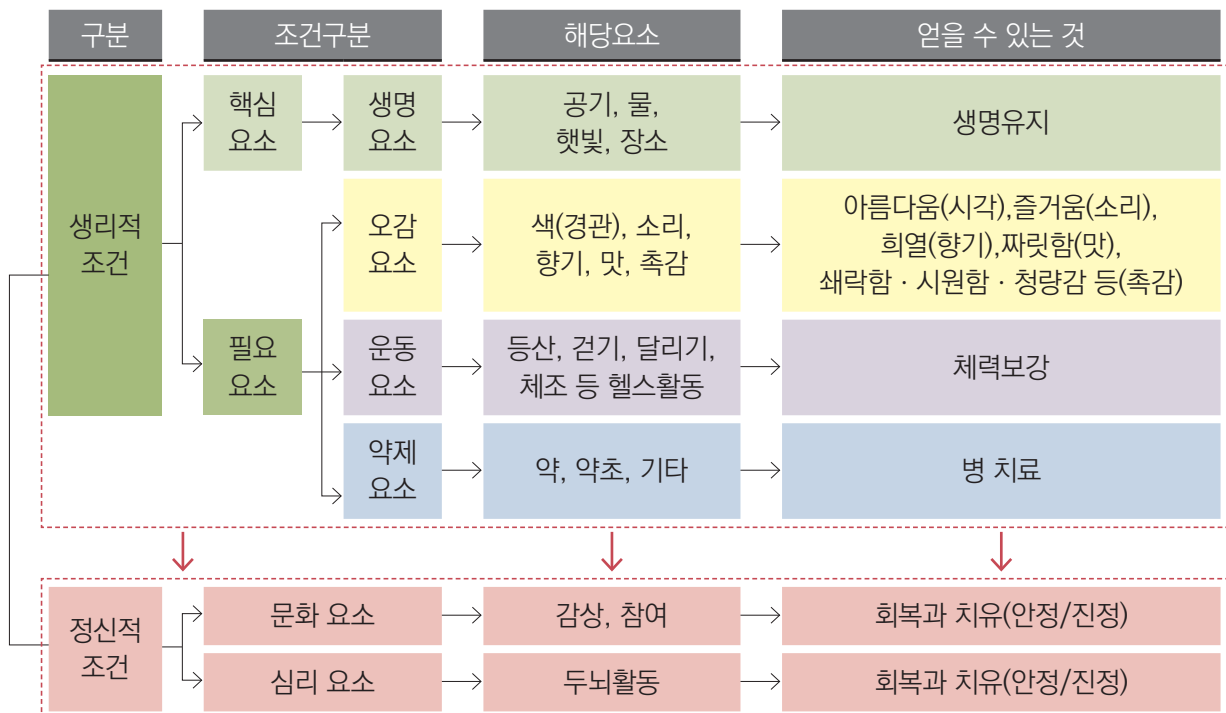 구분
조건구분
해당요소
얻을 수 있는 것
생리적
조건
핵심
요소
생명
요소
공기, 물,
햇빛, 장소
생명유지
오감
요소
색(경관), 소리,
향기, 맛, 촉감
아름다움(시각),즐거움(소리),
희열(향기),짜릿함(맛),
쇄락함 · 시원함 · 청량감 등(촉감)
필요
요소
운동
요소
등산, 걷기, 달리기,
체조 등 헬스활동
체력보강
약제
요소
약, 약초, 기타
병 치료
정신적
조건
문화 요소
감상, 참여
회복과 치유(안정/진정)
심리 요소
두뇌활동
회복과 치유(안정/진정)